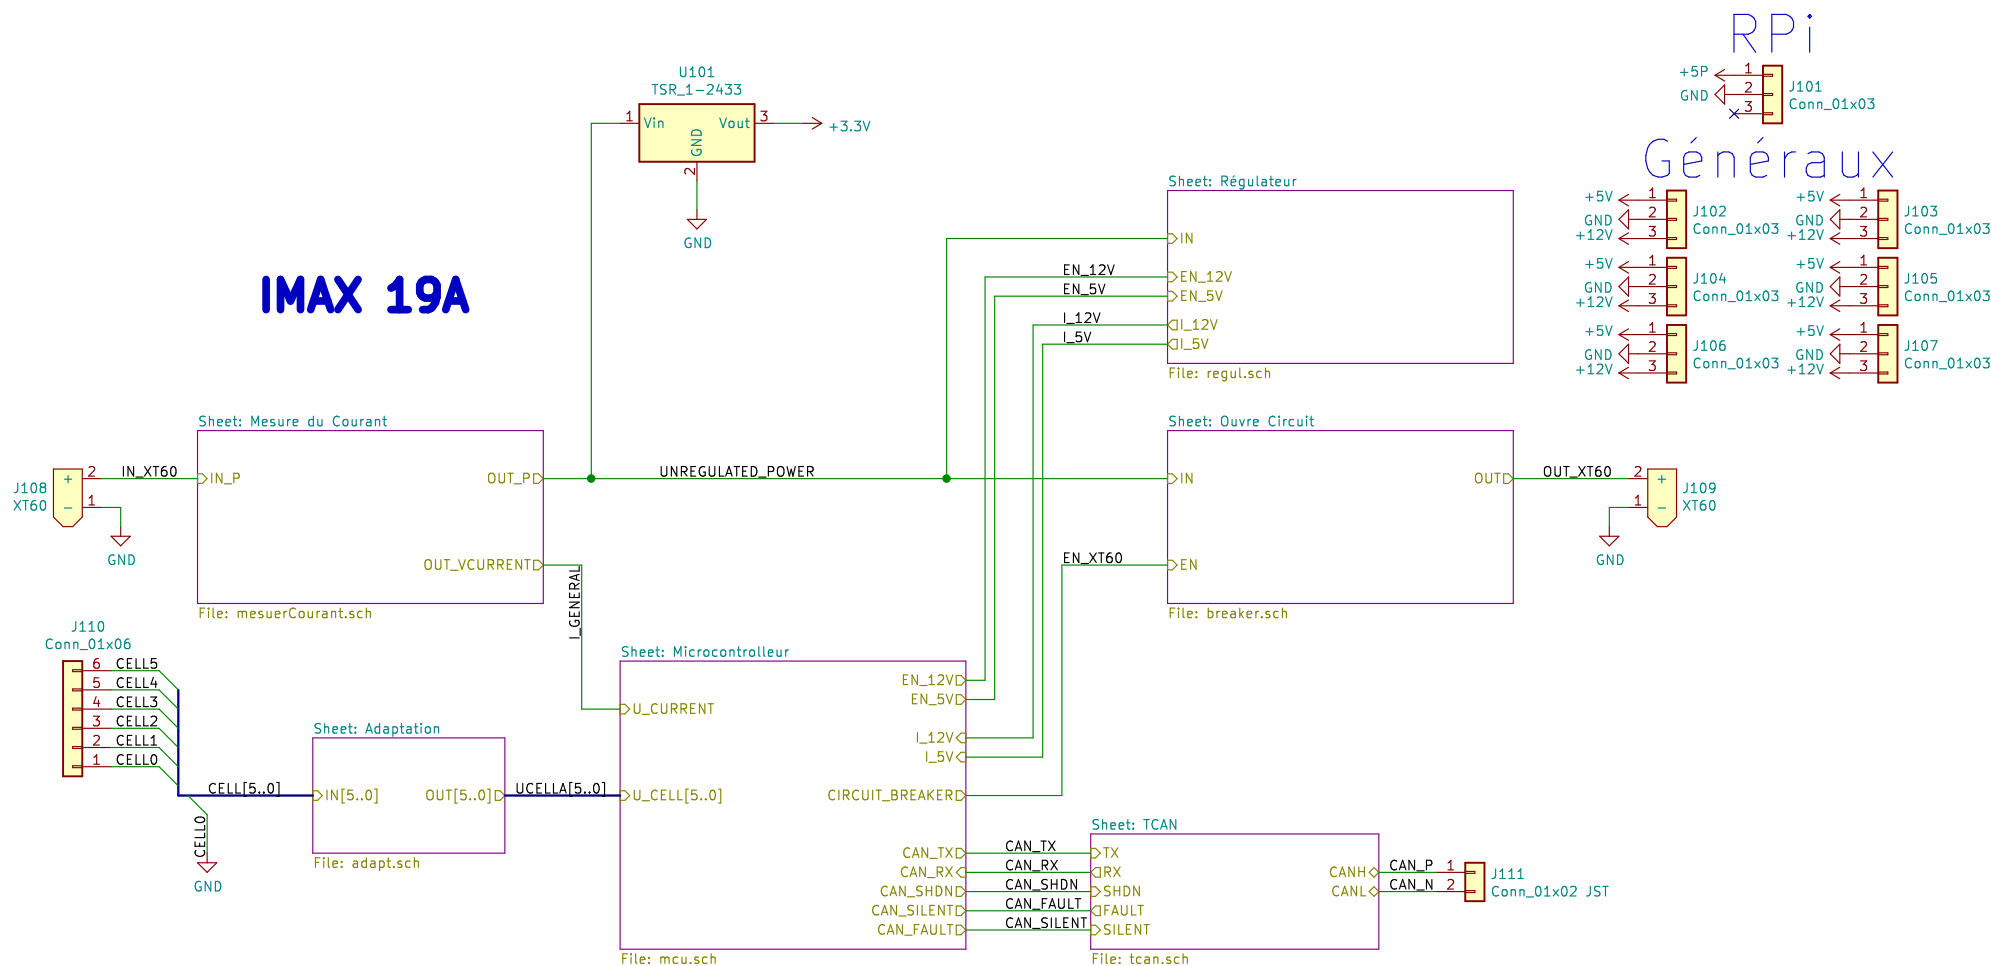 RPi
+5P
GND
1
2
3
J101
Conn_01x03
Généraux
U101
TSR_1-2433
1
Vin
Vout
3
GND
2
+3.3V
GND
+5V
GND
+12V
1
2
3
J102
Conn_01x03
+5V
GND
+12V
1
2
3
J103
Conn_01x03
+5V
GND
+12V
1
2
3
J104
Conn_01x03
+5V
GND
+12V
1
2
3
J105
Conn_01x03
+5V
GND
+12V
1
2
3
J106
Conn_01x03
+5V
GND
+12V
1
2
3
J107
Conn_01x03
Sheet: Régulateur
IN
EN_12V
EN_12V
EN_5V
EN_5V
I_12V
I_12V
I_5V
I_5V
File: regul.sch
IMAX 19A
Sheet: Mesure du Courant
J108
XT60
2
+
1
−
IN_XT60
IN_P
OUT_P
OUT_VCURRENT
File: mesuerCourant.sch
GND
UNREGULATED_POWER
I_GENERAL
Sheet: Ouvre Circuit
IN
OUT
EN_XT60
EN
File: breaker.sch
OUT_XT60
2
+
1
−
J109
XT60
GND
J110
Conn_01x06
6
CELL5
5
CELL4
4
CELL3
3
CELL2
2
CELL1
1
CELL0
CELL[5..0]
CELL0
GND
Sheet: Adaptation
IN[5..0]
OUT[5..0]
File: adapt.sch
UCELLA[5..0]
Sheet: Microcontrolleur
U_CURRENT
U_CELL[5..0]
EN_12V
EN_5V
I_12V
I_5V
CIRCUIT_BREAKER
CAN_TX
CAN_RX
CAN_SHDN
CAN_SILENT
CAN_FAULT
File: mcu.sch
CAN_TX
CAN_RX
CAN_SHDN
CAN_FAULT
CAN_SILENT
Sheet: TCAN
TX
RX
SHDN
FAULT
SILENT
CANH
CANL
File: tcan.sch
CAN_P
CAN_N
1
2
J111
Conn_01x02 JST